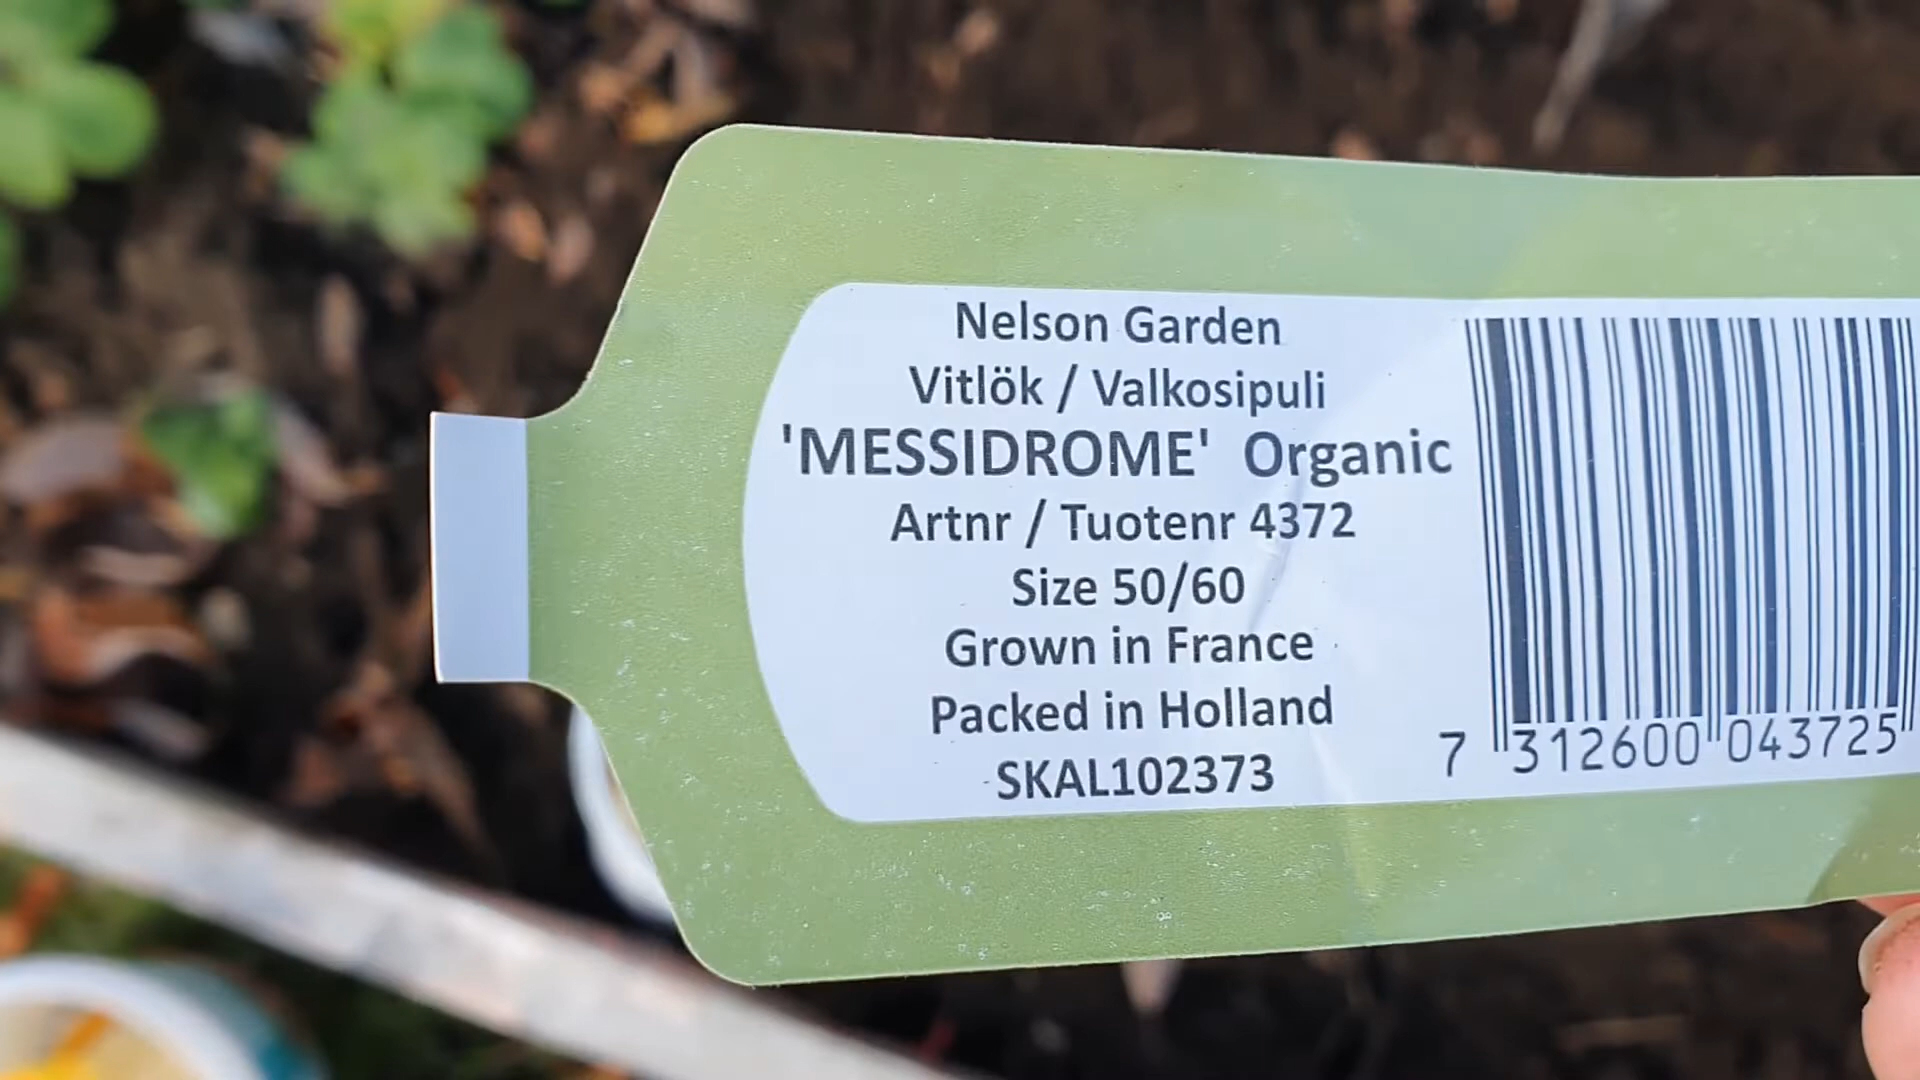 Nelson Garden
Vitlök / Valkosipuli
'MESSIDROME' Organic
Artnr / Tuotenr 4372
Size 50/60
Grown in France
Packed in Holland
SKAL102373
7 312600 043725